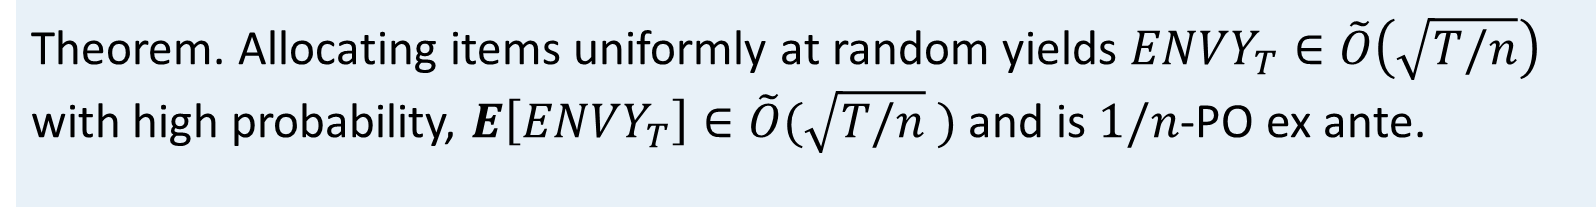 Theorem. Allocating items uniformly at random yields ENVY_T ∈ Õ(√(T/n))
with high probability, E[ENVY_T] ∈ Õ(√(T/n)) and is 1/n-PO ex ante.